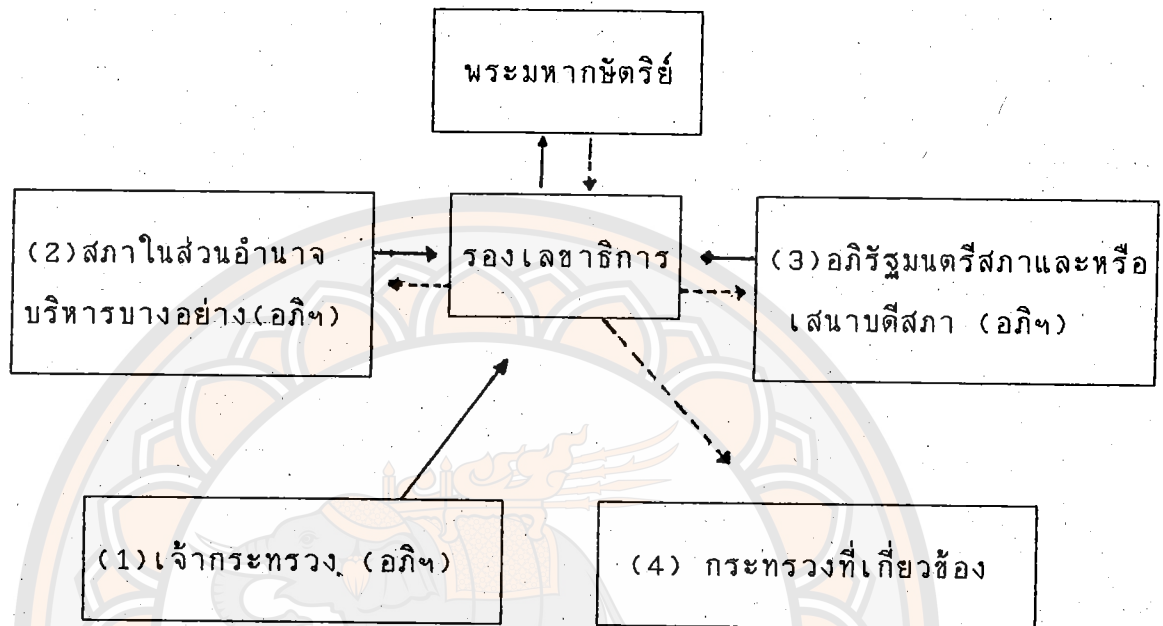 พระมหากษัตริย์
(2)สภาในส่วนอำนาจ
บริหารบางอย่าง(อภิฯ)
รองเลขาธิการ
(3)อภิรัฐมนตรีสภาและหรือ
เสนาบดีสภา (อภิฯ)
(1)เจ้ากระทรวง (อภิฯ)
(4) กระทรวงที่เกี่ยวข้อง